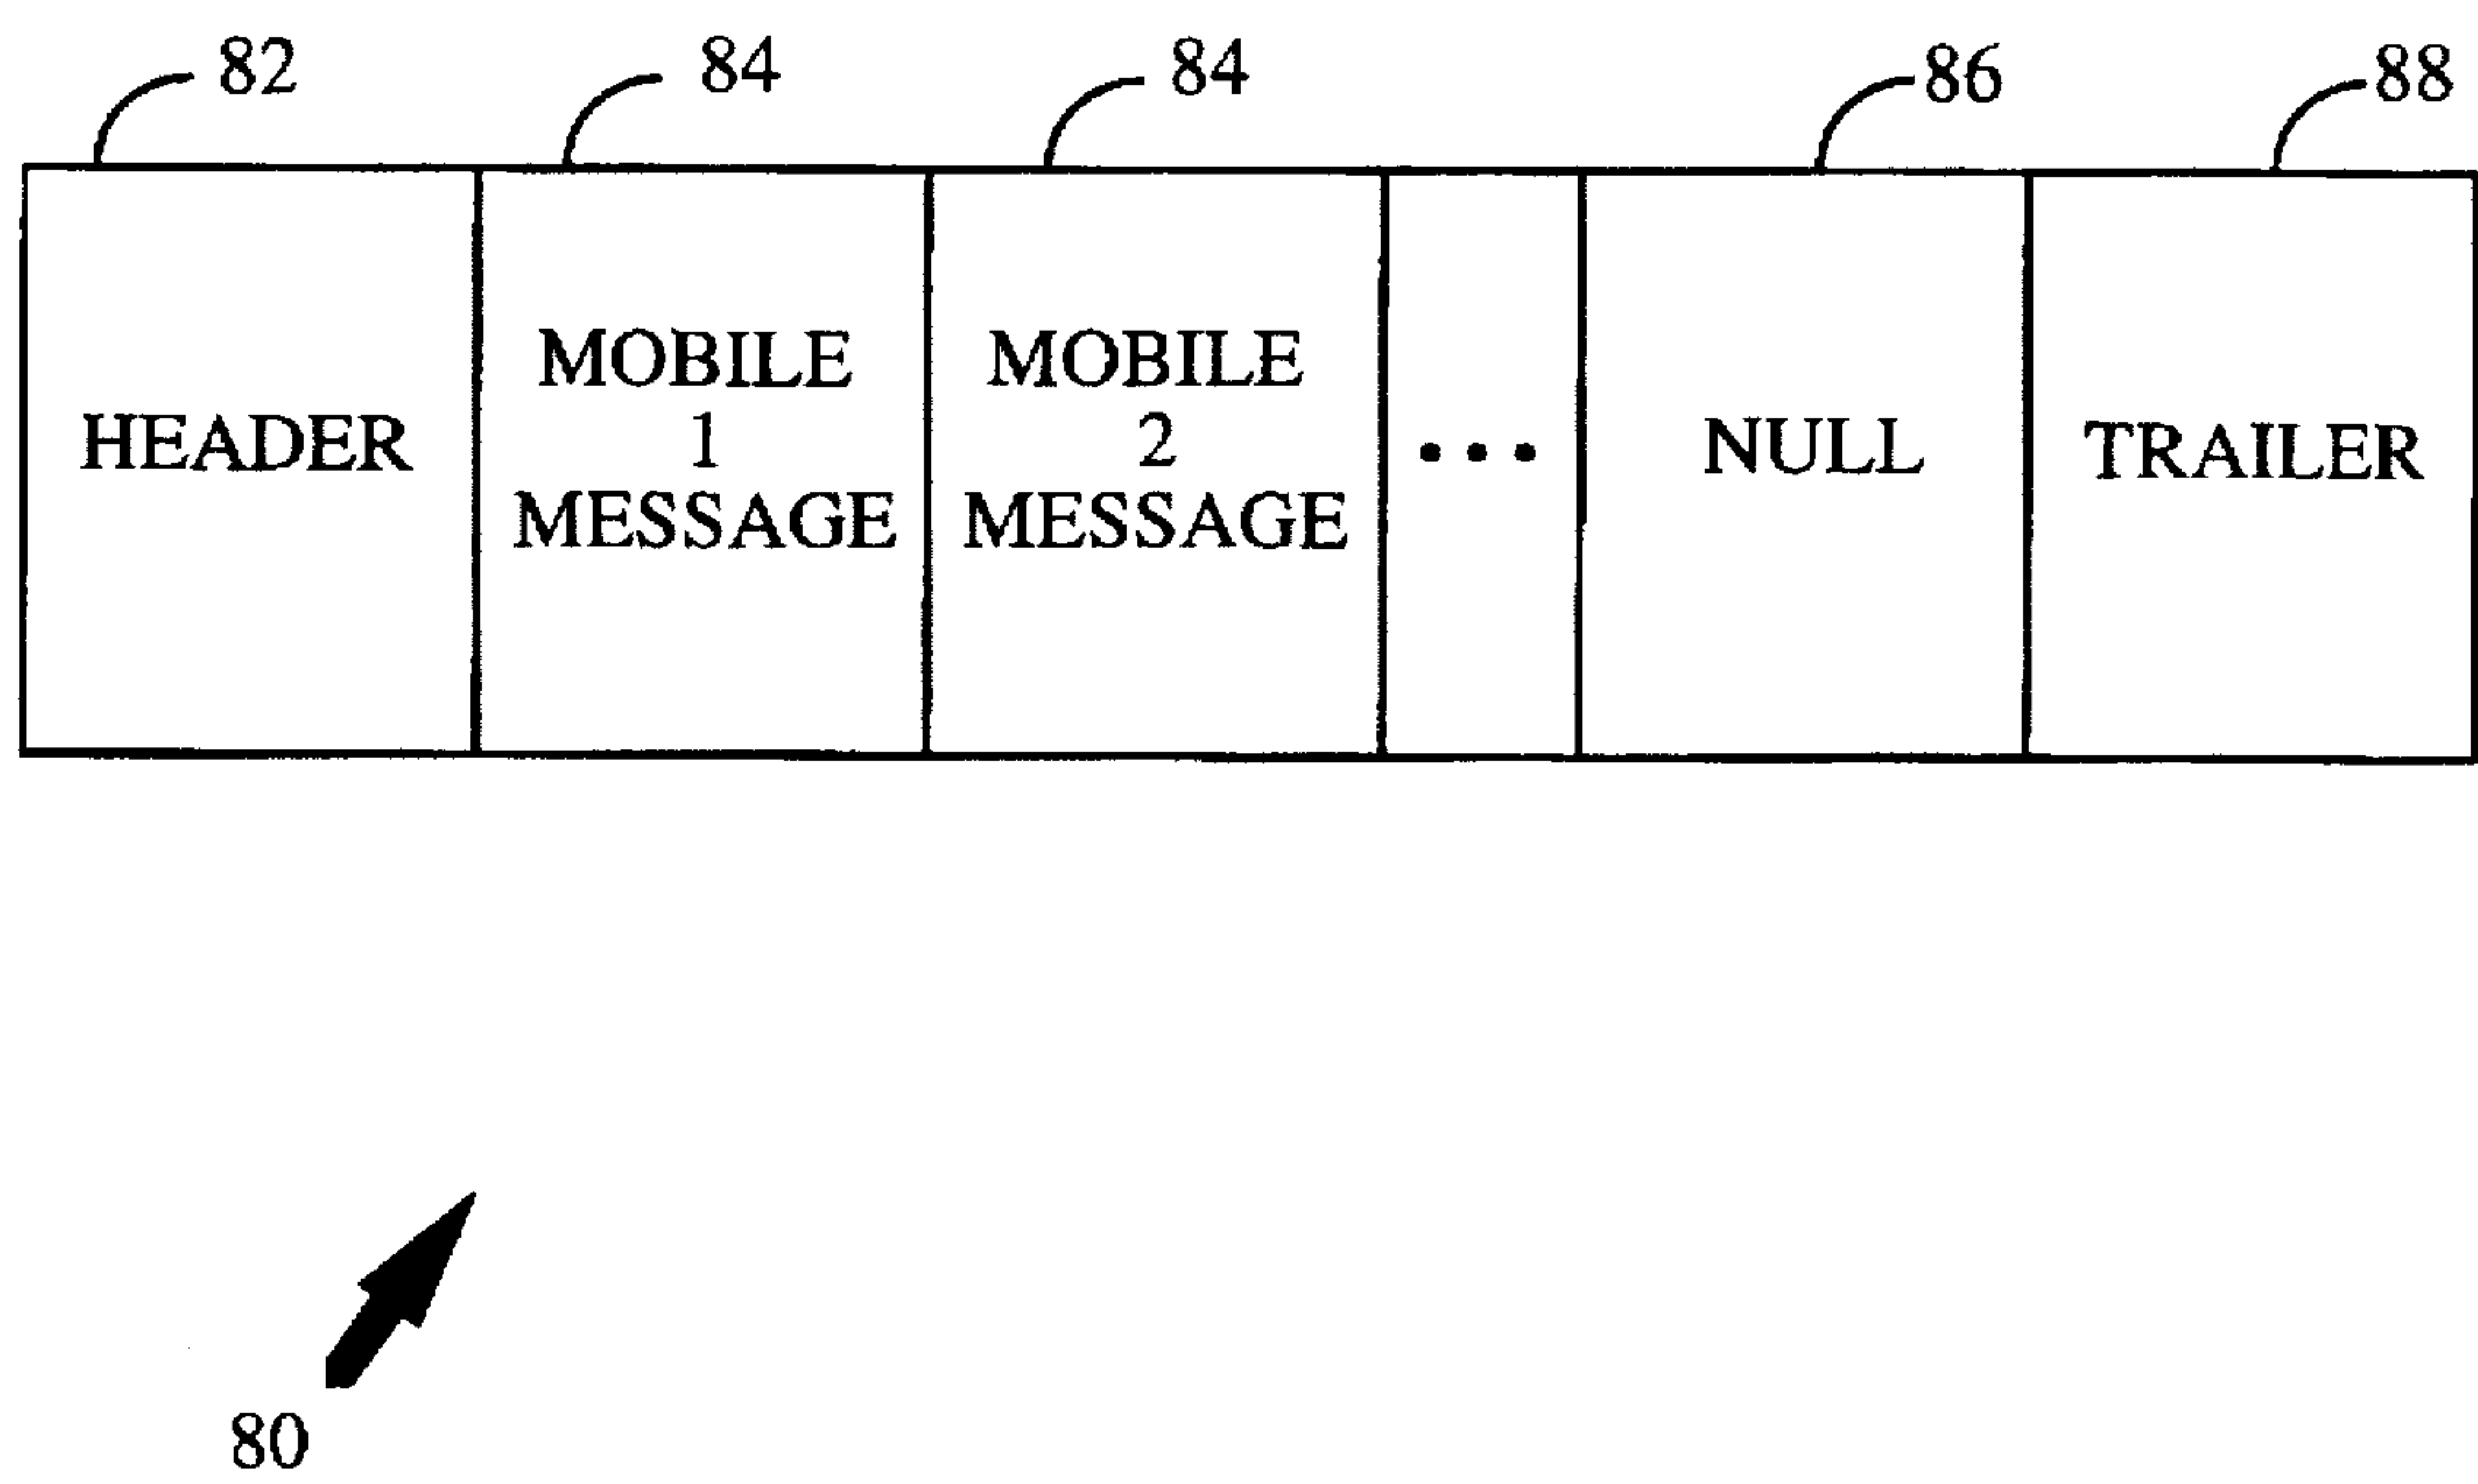 82
84
84
86
88
HEADER
MOBILE
1
MESSAGE
MOBILE
2
MESSAGE
•••
NULL
TRAILER
80